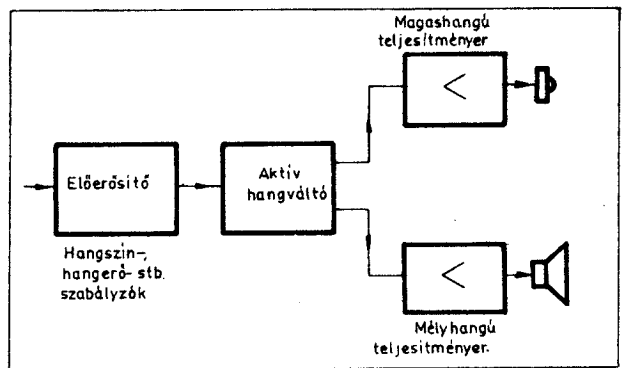 Magashangú
teljesítményer
<
Előerősítő
Aktív
hangváltó
Hangszín-,
hangerő- stb.
szabályzók
<
Mélyhangú
teljesítményer.